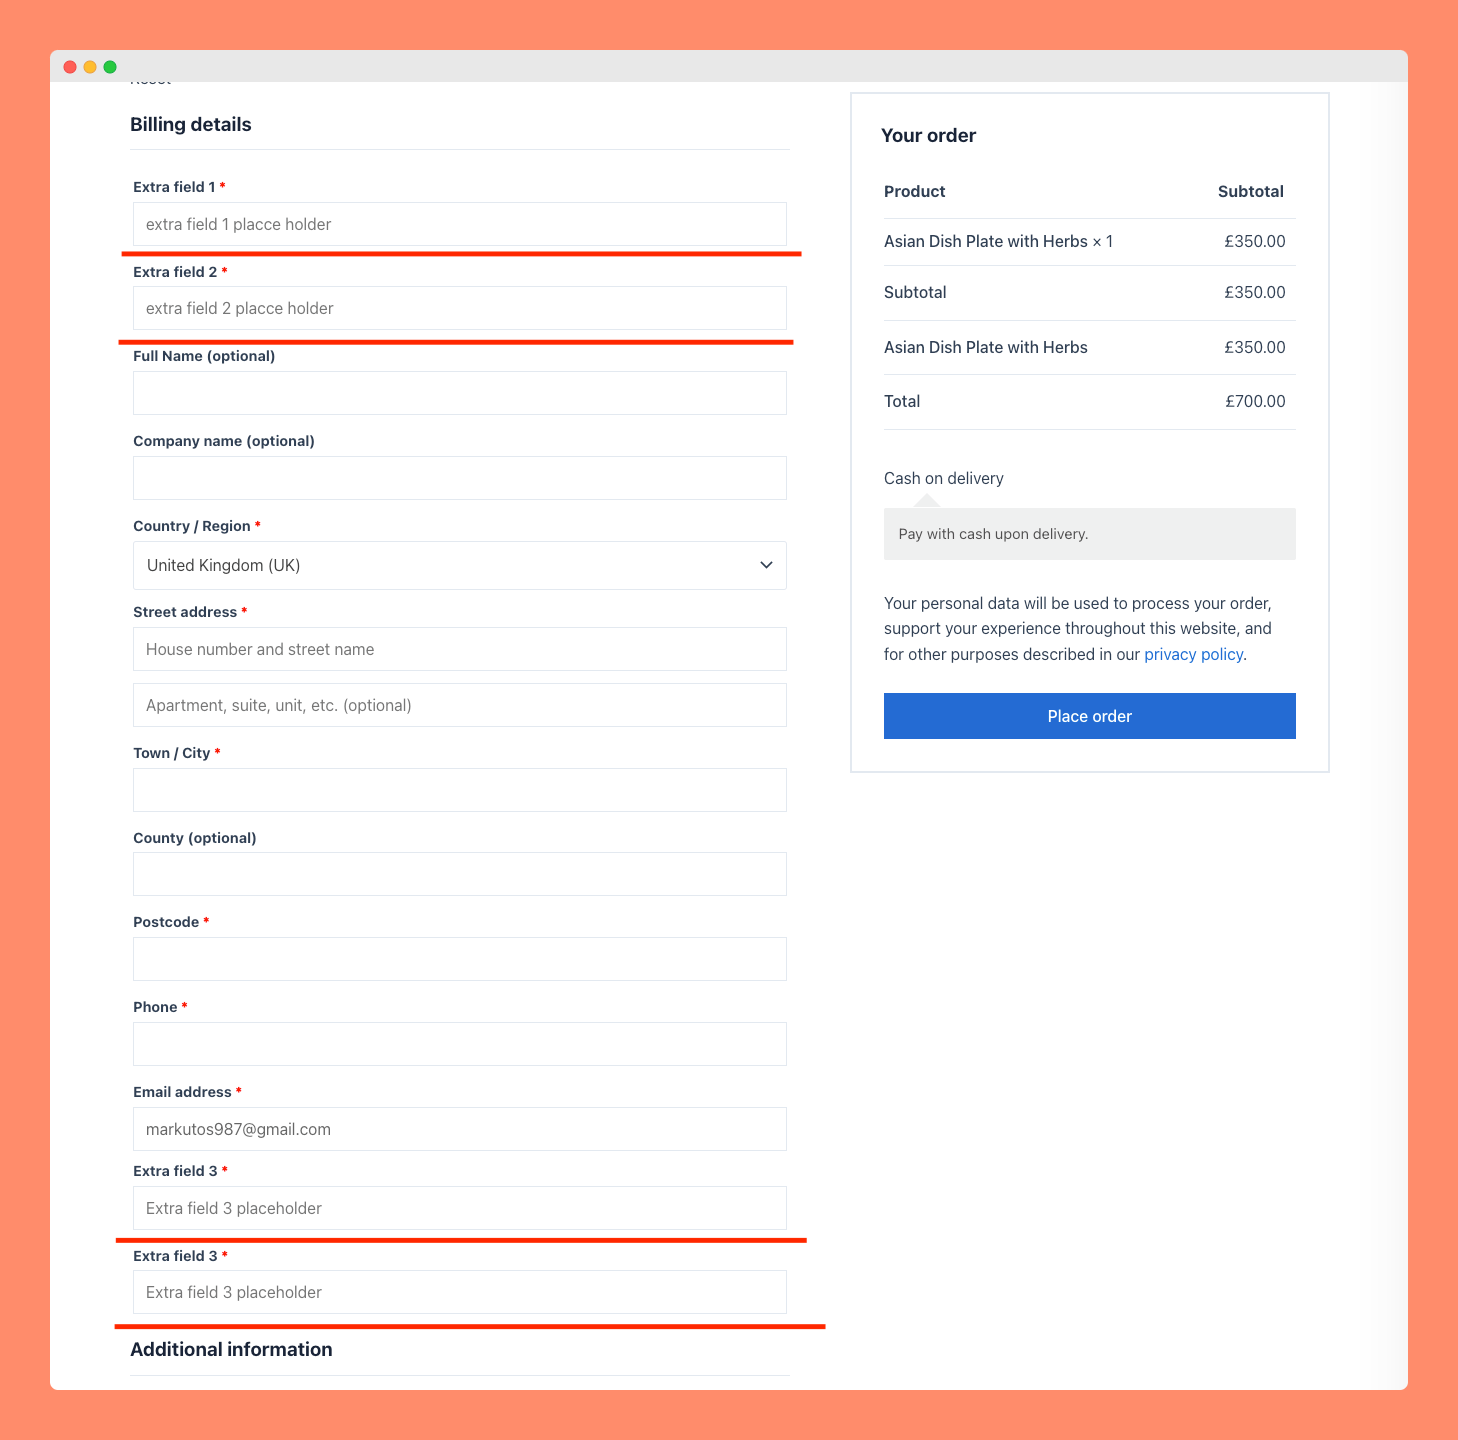 Billing details
Extra field 1 *
extra field 1 placce holder
Extra field 2 *
extra field 2 placce holder
Full Name (optional)
Company name (optional)
Country / Region *
United Kingdom (UK)
Street address *
House number and street name
Apartment, suite, unit, etc. (optional)
Town / City *
County (optional)
Postcode *
Phone *
Email address *
markutos987@gmail.com
Extra field 3 *
Extra field 3 placeholder
Extra field 3 *
Extra field 3 placeholder
Additional information
Your order
Product Subtotal
Asian Dish Plate with Herbs × 1 £350.00
Subtotal £350.00
Asian Dish Plate with Herbs £350.00
Total £700.00
Cash on delivery
Pay with cash upon delivery.
Your personal data will be used to process your order,
support your experience throughout this website, and
for other purposes described in our privacy policy.
Place order